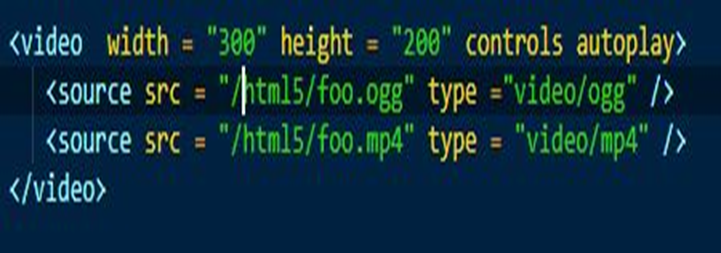 <video  width = "300" height = "200" controls autoplay>
   <source src = "/html5/foo.ogg" type ="video/ogg" />
   <source src = "/html5/foo.mp4" type = "video/mp4" />
</video>